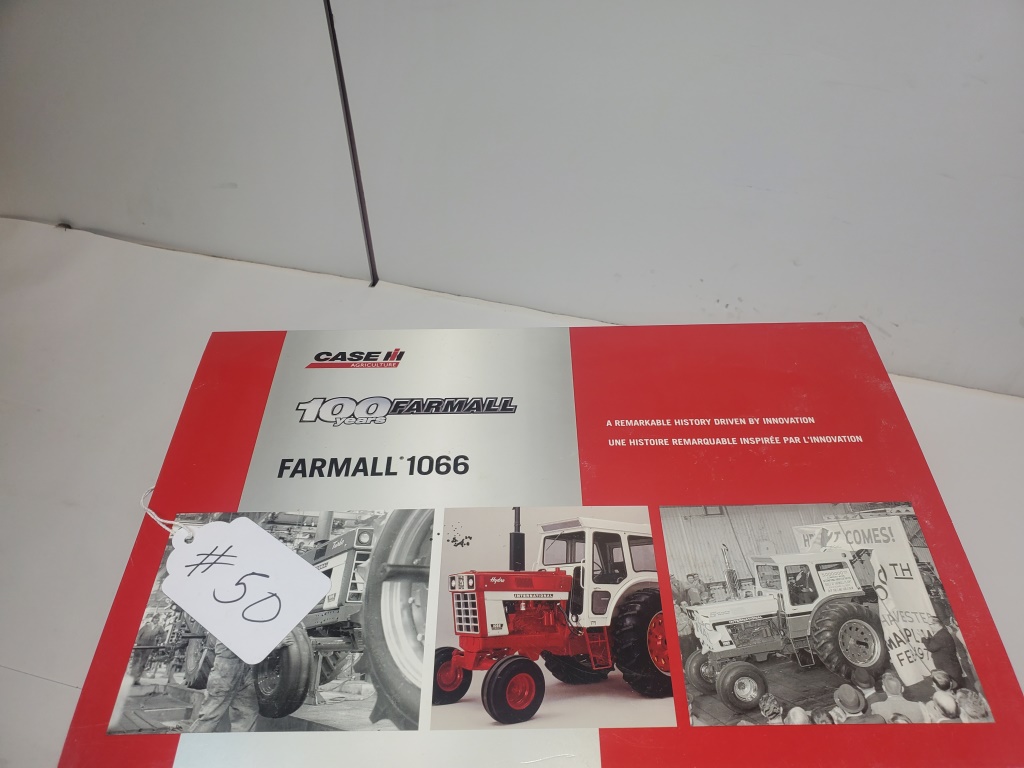 CASE IH
AGRICULTURE
100 years FARMALL
FARMALL® 1066
A REMARKABLE HISTORY DRIVEN BY INNOVATION
UNE HISTOIRE REMARQUABLE INSPIRÉE PAR L'INNOVATION
# 50
Hydro
INTERNATIONAL
COMES!
TH